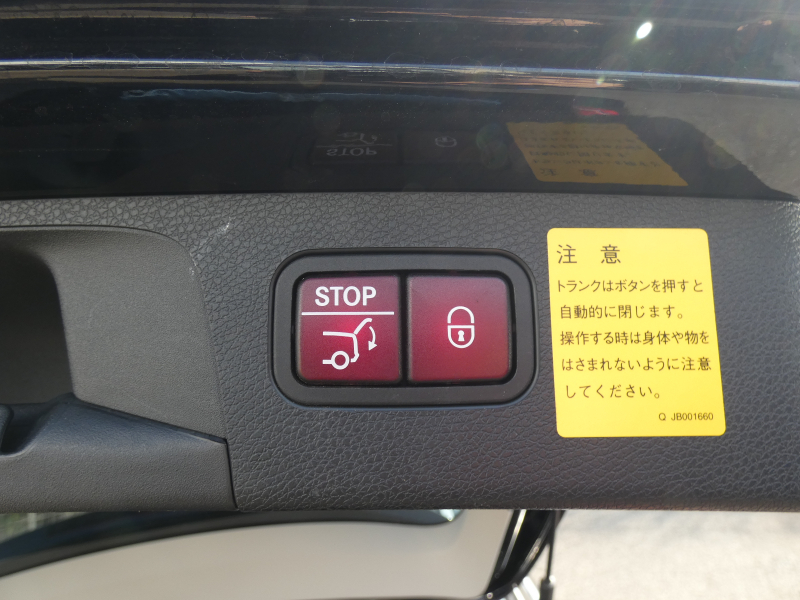 STOP
注 意
トランクはボタンを押すと
自動的に閉じます。
操作する時は身体や物を
はさまれないように注意
してください。
Q JB001660